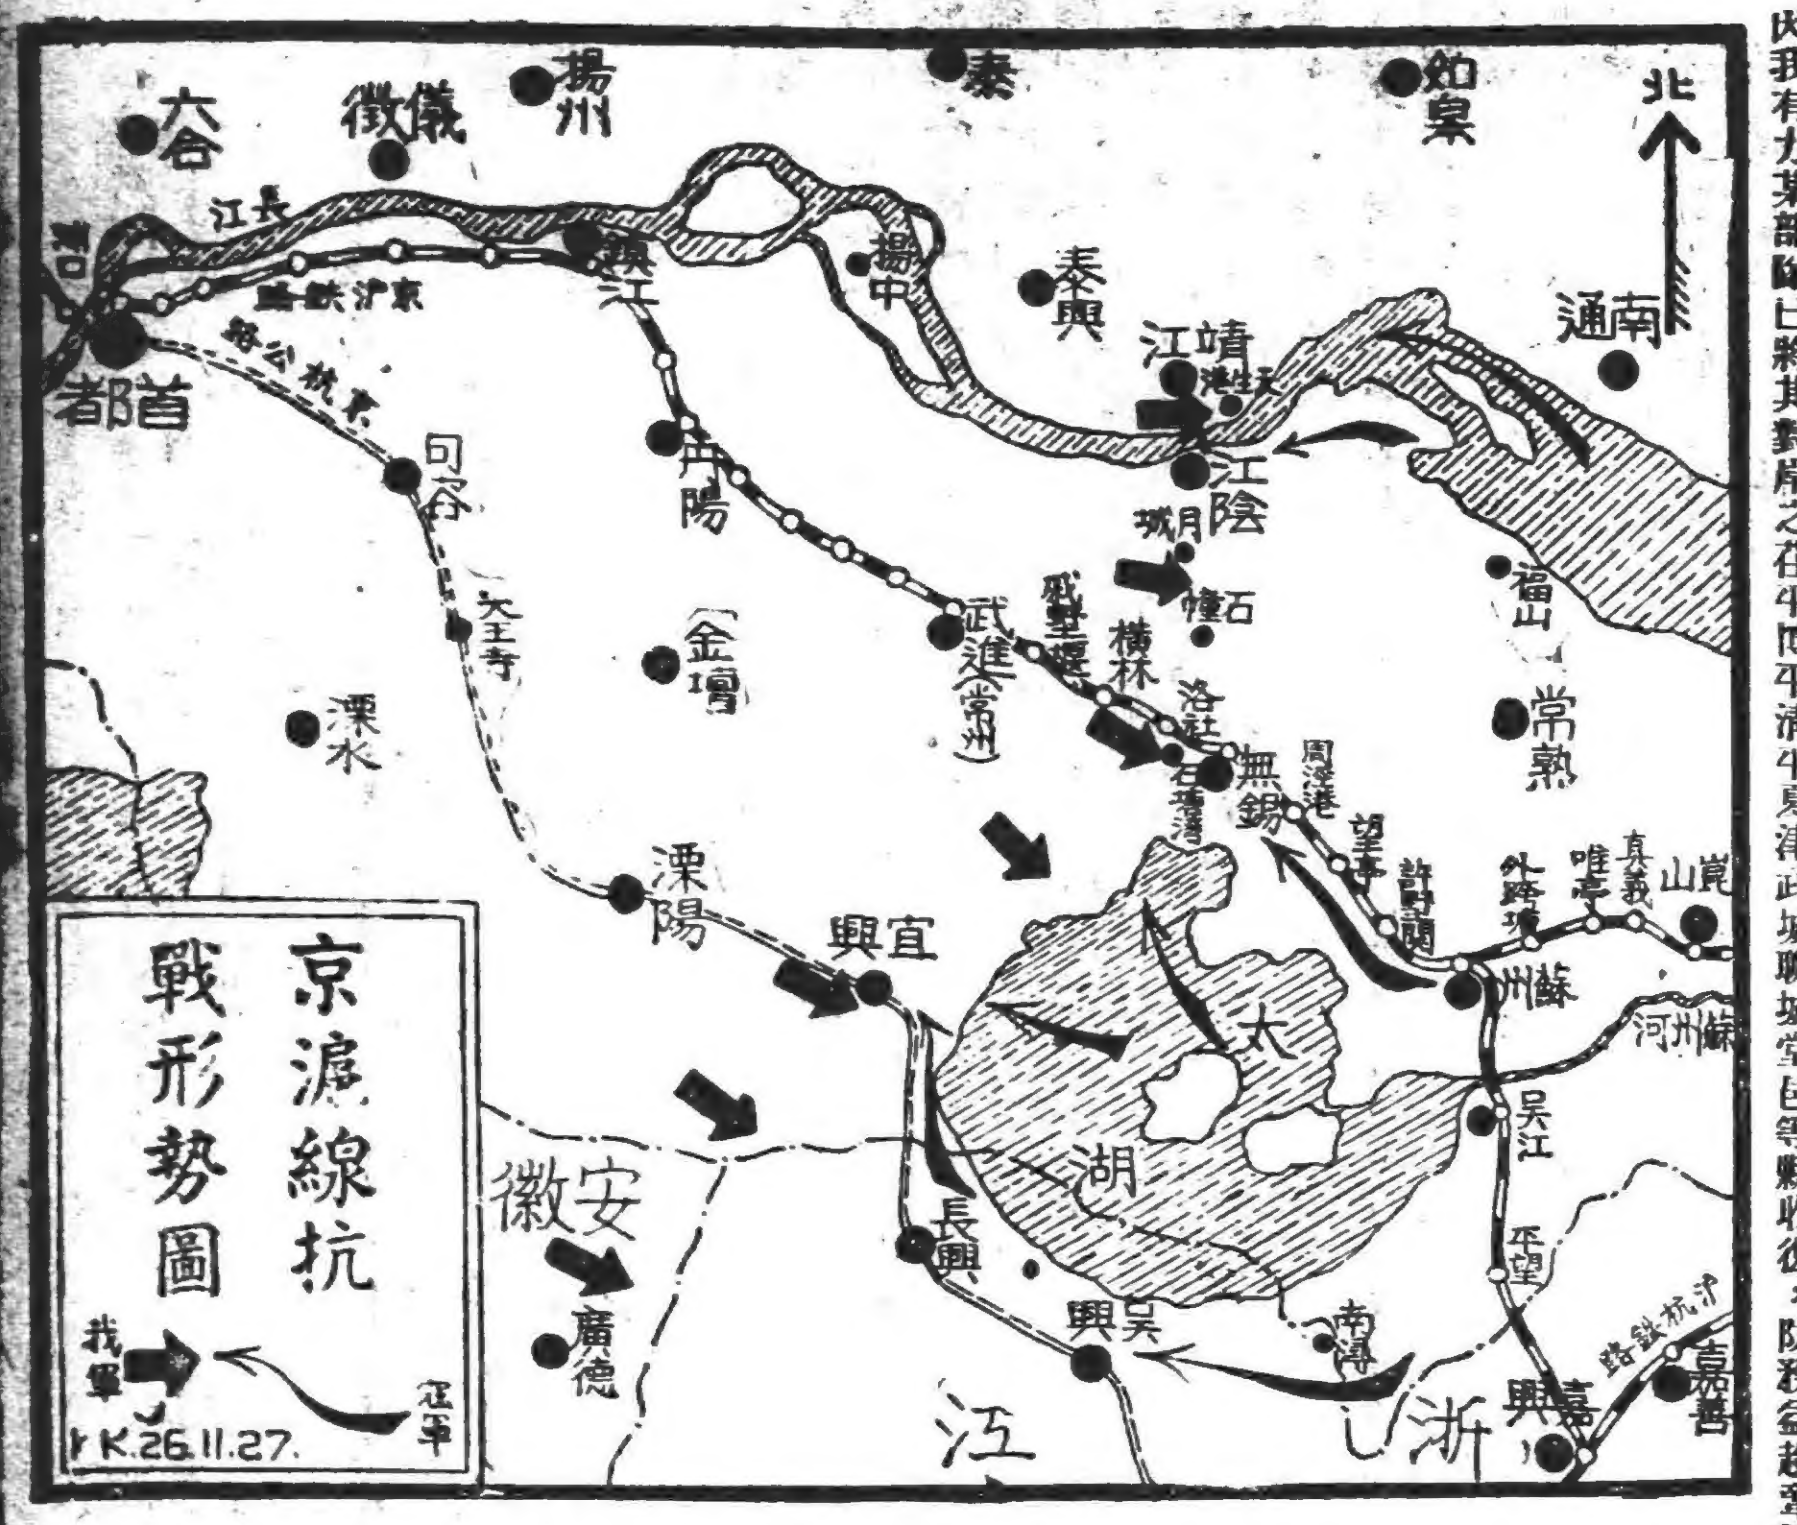 北
六合
儀徵
揚州
泰
如皋
長江
浦口
鎮江
京沪鉄路
京杭公路
首都
揚中
泰興
靖江
天生港
南通
句容
丹陽
江陰
月城
石幢
福山
天王寺
金壇
武進(常州)
戚墅堰
橫林
洛社
石塘灣
無錫
周涇港
望亭
許墅關
常熟
溧水
溧陽
宜興
外跨塘
唯亭
真義
崑山
蘇州
蘇州河
太湖
吳江
平望
安徽
長興
廣德
吳興
南潯
沪杭鉄路
嘉興
嘉善
浙江
京滬線抗
戰形勢圖
我軍
寇軍
K.26.11.27.